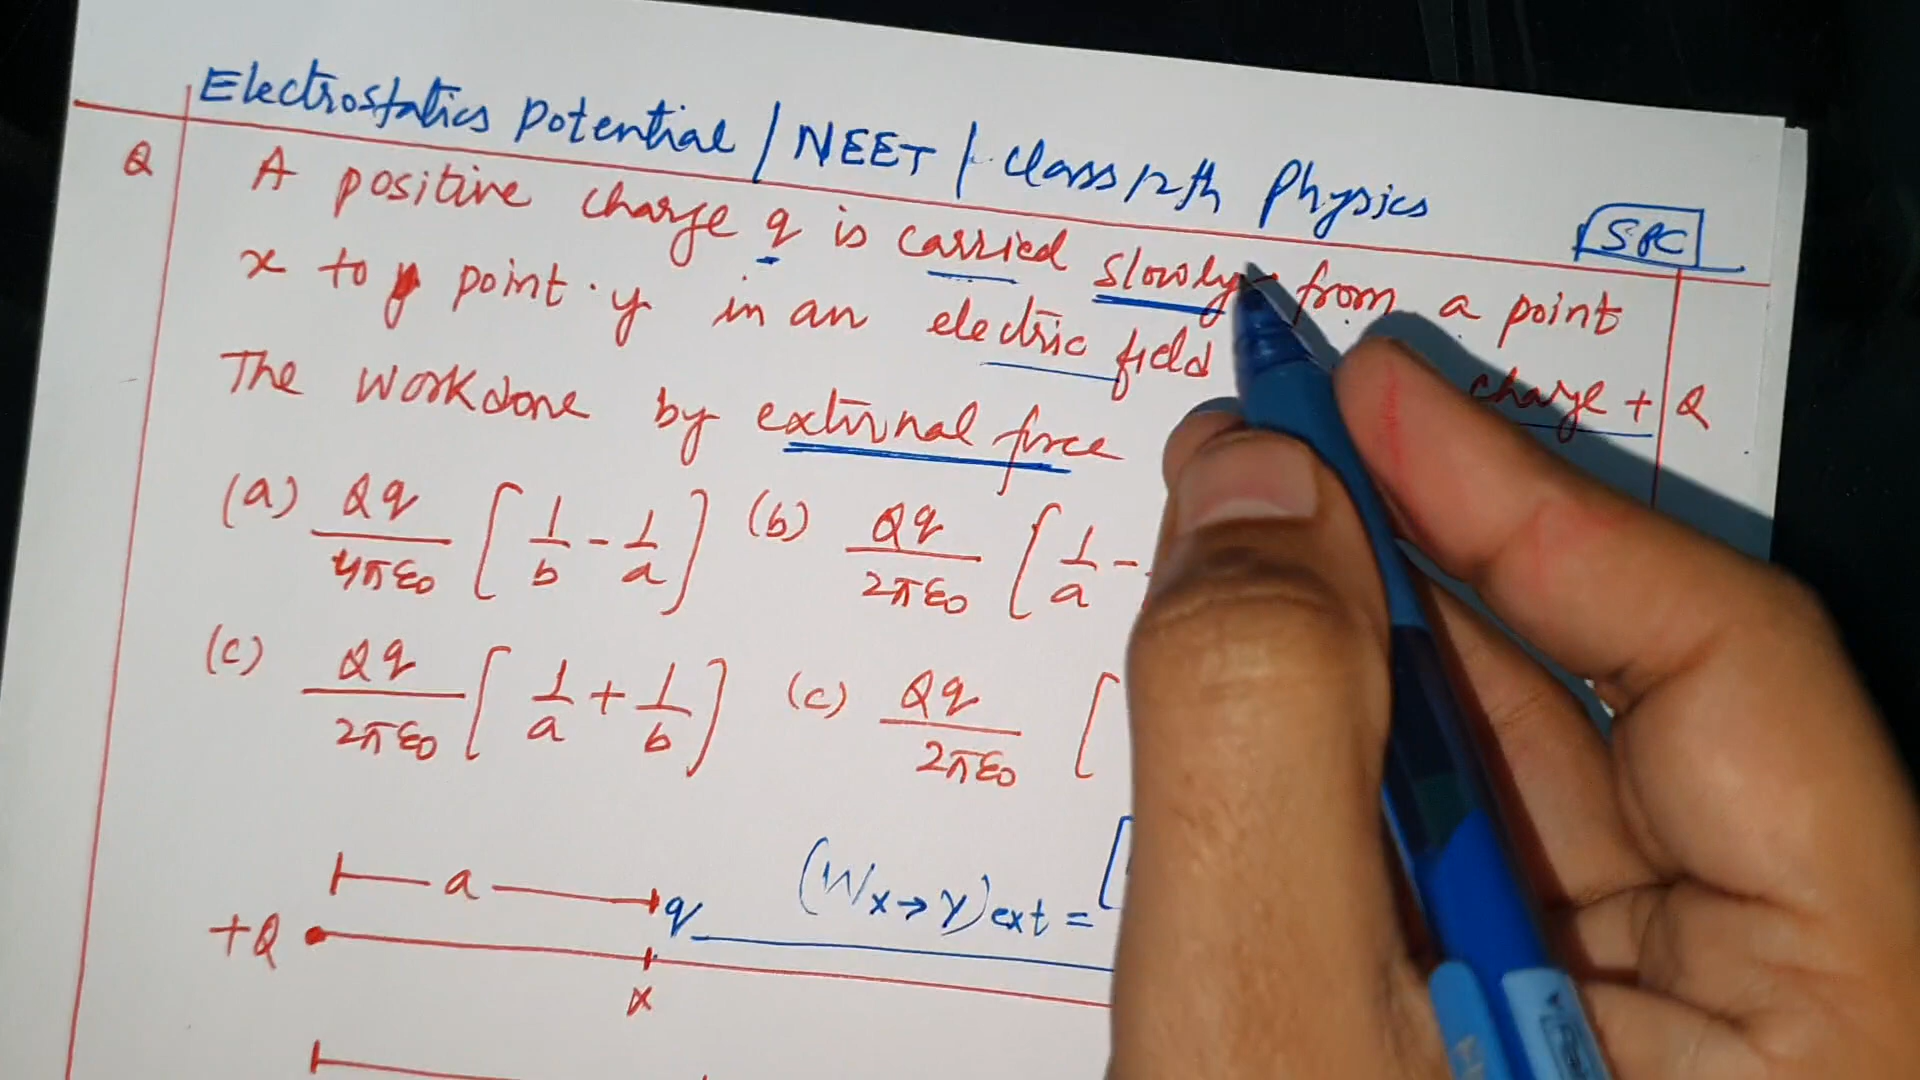 Electrostatics Potential / NEET / Class 12th Physics
SPC
Q A positive charge q is carried slowly from a point
x to point y in an electric field charge + Q
The workdone by external force
(a) Qq/4πε0 [1/b - 1/a] (b) Qq/2πε0 [1/a -
(c) Qq/2πε0 [1/a + 1/b] (c) Qq/2πε0 [
a
+Q q (Wx→y)ext = [
x